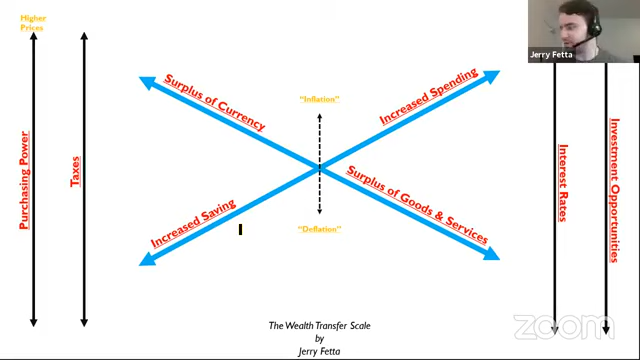 Higher
Prices
Jerry Fetta
Surplus of Currency
"Inflation"
Increased Spending
Purchasing Power
Taxes
Interest Rates
Investment Opportunities
Increased Saving
Surplus of Goods & Services
"Deflation"
The Wealth Transfer Scale
by
Jerry Fetta
zoom